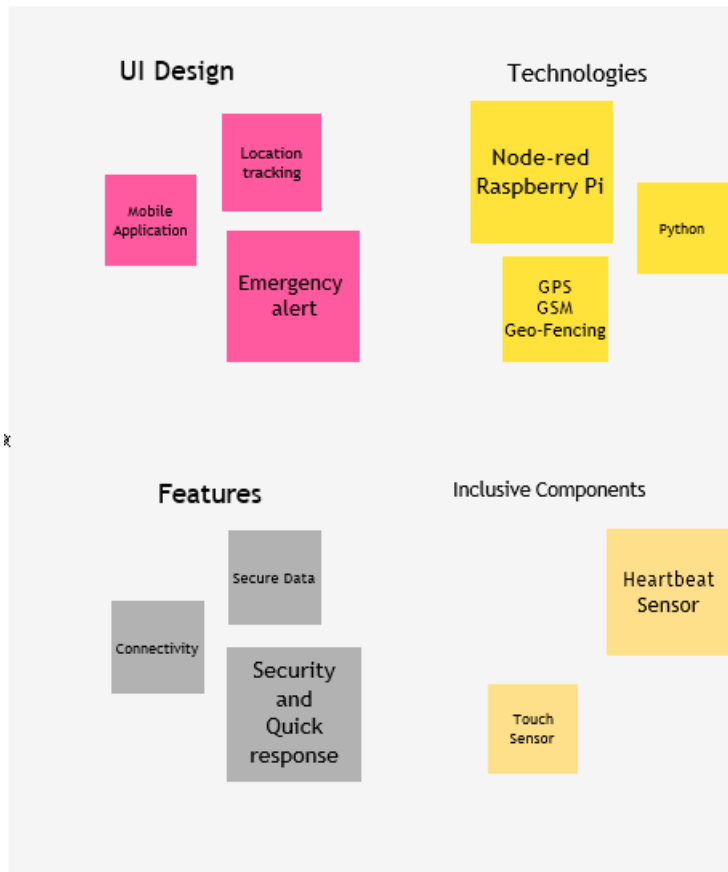 UI Design
Location
tracking
Mobile
Application
Emergency
alert
Technologies
Node-red
Raspberry Pi
Python
GPS
GSM
Geo-Fencing
Features
Secure Data
Connectivity
Security
and
Quick
response
Inclusive Components
Heartbeat
Sensor
Touch
Sensor